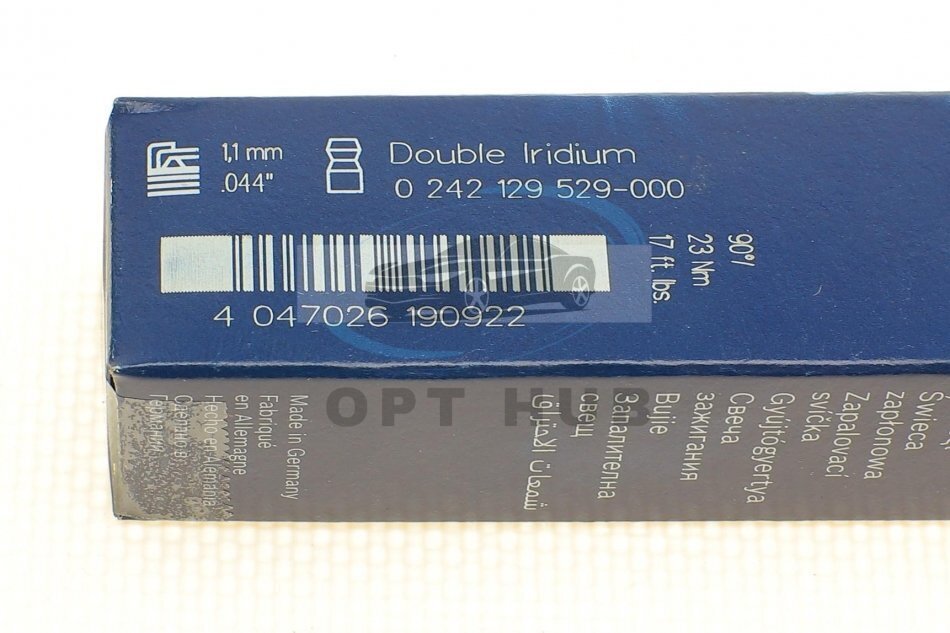 1,1 mm
.044"
Double Iridium
0 242 129 529-000
90°/
23 Nm
17 ft. lbs.
4 047026 190922
OPT HUB
Made in Germany
Fabriqué
en Allemagne
Hecho en Alemania
شمعات الاحتراق
свещ
Запалителна
Bujie
зажигания
Свеча
Gyújtógyertya
svíčka
Zapalovací
zapłonowa
Świeca